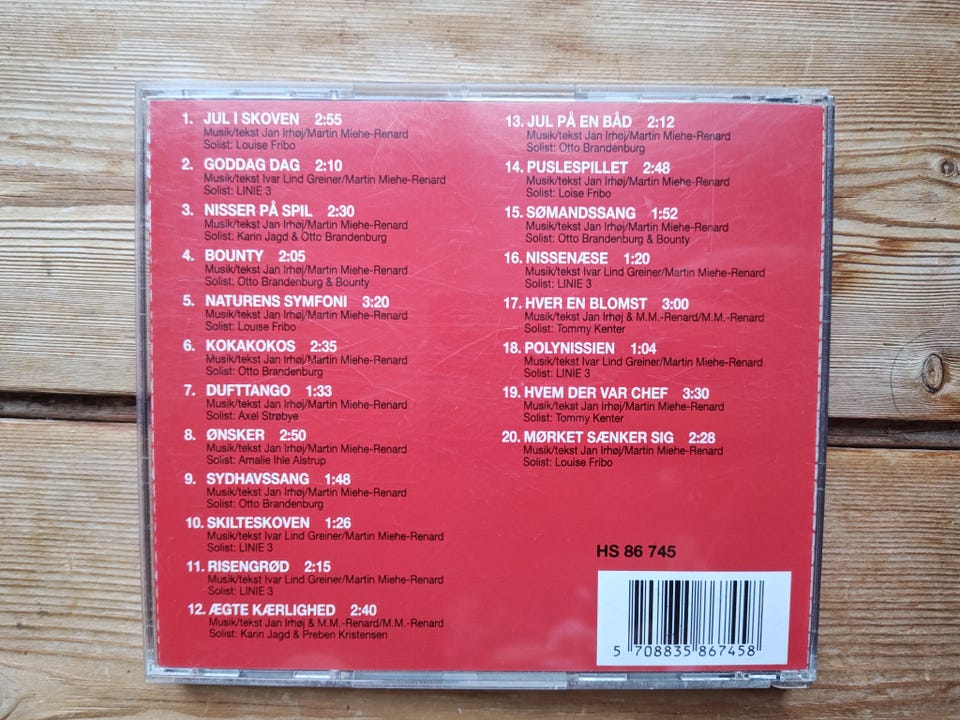 1. JUL I SKOVEN 2:55
Musik/tekst Jan Irhøj/Martin Miehe-Renard
Solist: Louise Fribo
2. GODDAG DAG 2:10
Musik/tekst Ivar Lind Greiner/Martin Miehe-Renard
Solist: LINIE 3
3. NISSER PÅ SPIL 2:30
Musik/tekst Jan Irhøj/Martin Miehe-Renard
Solist: Karin Jagd & Otto Brandenburg
4. BOUNTY 2:05
Musik/tekst Jan Irhøj/Martin Miehe-Renard
Solist: Otto Brandenburg & Bounty
5. NATURENS SYMFONI 3:20
Musik/tekst Jan Irhøj/Martin Miehe-Renard
Solist: Louise Fribo
6. KOKAKOKOS 2:35
Musik/tekst Jan Irhøj/Martin Miehe-Renard
Solist: Otto Brandenburg
7. DUFTTANGO 1:33
Musik/tekst Jan Irhøj/Martin Miehe-Renard
Solist: Axel Strøbye
8. ØNSKER 2:50
Musik/tekst Jan Irhøj/Martin Miehe-Renard
Solist: Amalie Ihle Alstrup
9. SYDHAVSSANG 1:48
Musik/tekst Jan Irhøj/Martin Miehe-Renard
Solist: Otto Brandenburg
10. SKILTESKOVEN 1:26
Musik/tekst Ivar Lind Greiner/Martin Miehe-Renard
Solist: LINIE 3
11. RISENGRØD 2:15
Musik/tekst Ivar Lind Greiner/Martin Miehe-Renard
Solist: LINIE 3
12. ÆGTE KÆRLIGHED 2:40
Musik/tekst Jan Irhøj & M.M.-Renard/M.M.-Renard
Solist: Karin Jagd & Preben Kristensen
13. JUL PÅ EN BÅD 2:12
Musik/tekst Jan Irhøj/Martin Miehe-Renard
Solist: Otto Brandenburg
14. PUSLESPILLET 2:48
Musik/tekst Jan Irhøj/Martin Miehe-Renard
Solist: Loise Fribo
15. SØMANDSSANG 1:52
Musik/tekst Jan Irhøj/Martin Miehe-Renard
Solist: Otto Brandenburg & Bounty
16. NISSENÆSE 1:20
Musik/tekst Ivar Lind Greiner/Martin Miehe-Renard
Solist: LINIE 3
17. HVER EN BLOMST 3:00
Musik/tekst Jan Irhøj & M.M.-Renard/M.M.-Renard
Solist: Tommy Kenter
18. POLYNISSIEN 1:04
Musik/tekst Ivar Lind Greiner/Martin Miehe-Renard
Solist: LINIE 3
19. HVEM DER VAR CHEF 3:30
Musik/tekst Jan Irhøj/Martin Miehe-Renard
Solist: Tommy Kenter
20. MØRKET SÆNKER SIG 2:28
Musik/tekst Jan Irhøj/Martin Miehe-Renard
Solist: Louise Fribo
HS 86 745
5 708835 867458